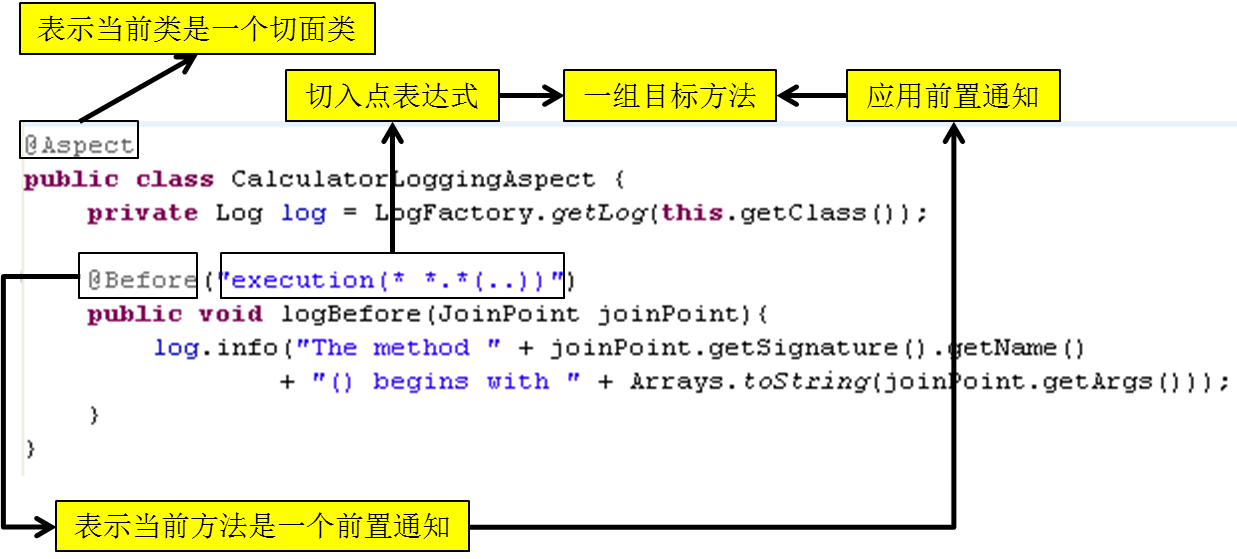 表示当前类是一个切面类
切入点表达式
一组目标方法
应用前置通知
@Aspect
public class CalculatorLoggingAspect {
private Log log = LogFactory.getLog(this.getClass());
@Before("execution(* *.*(..))")
public void logBefore(JoinPoint joinPoint){
log.info("The method " + joinPoint.getSignature().getName()
+ "() begins with " + Arrays.toString(joinPoint.getArgs()));
}
}
表示当前方法是一个前置通知